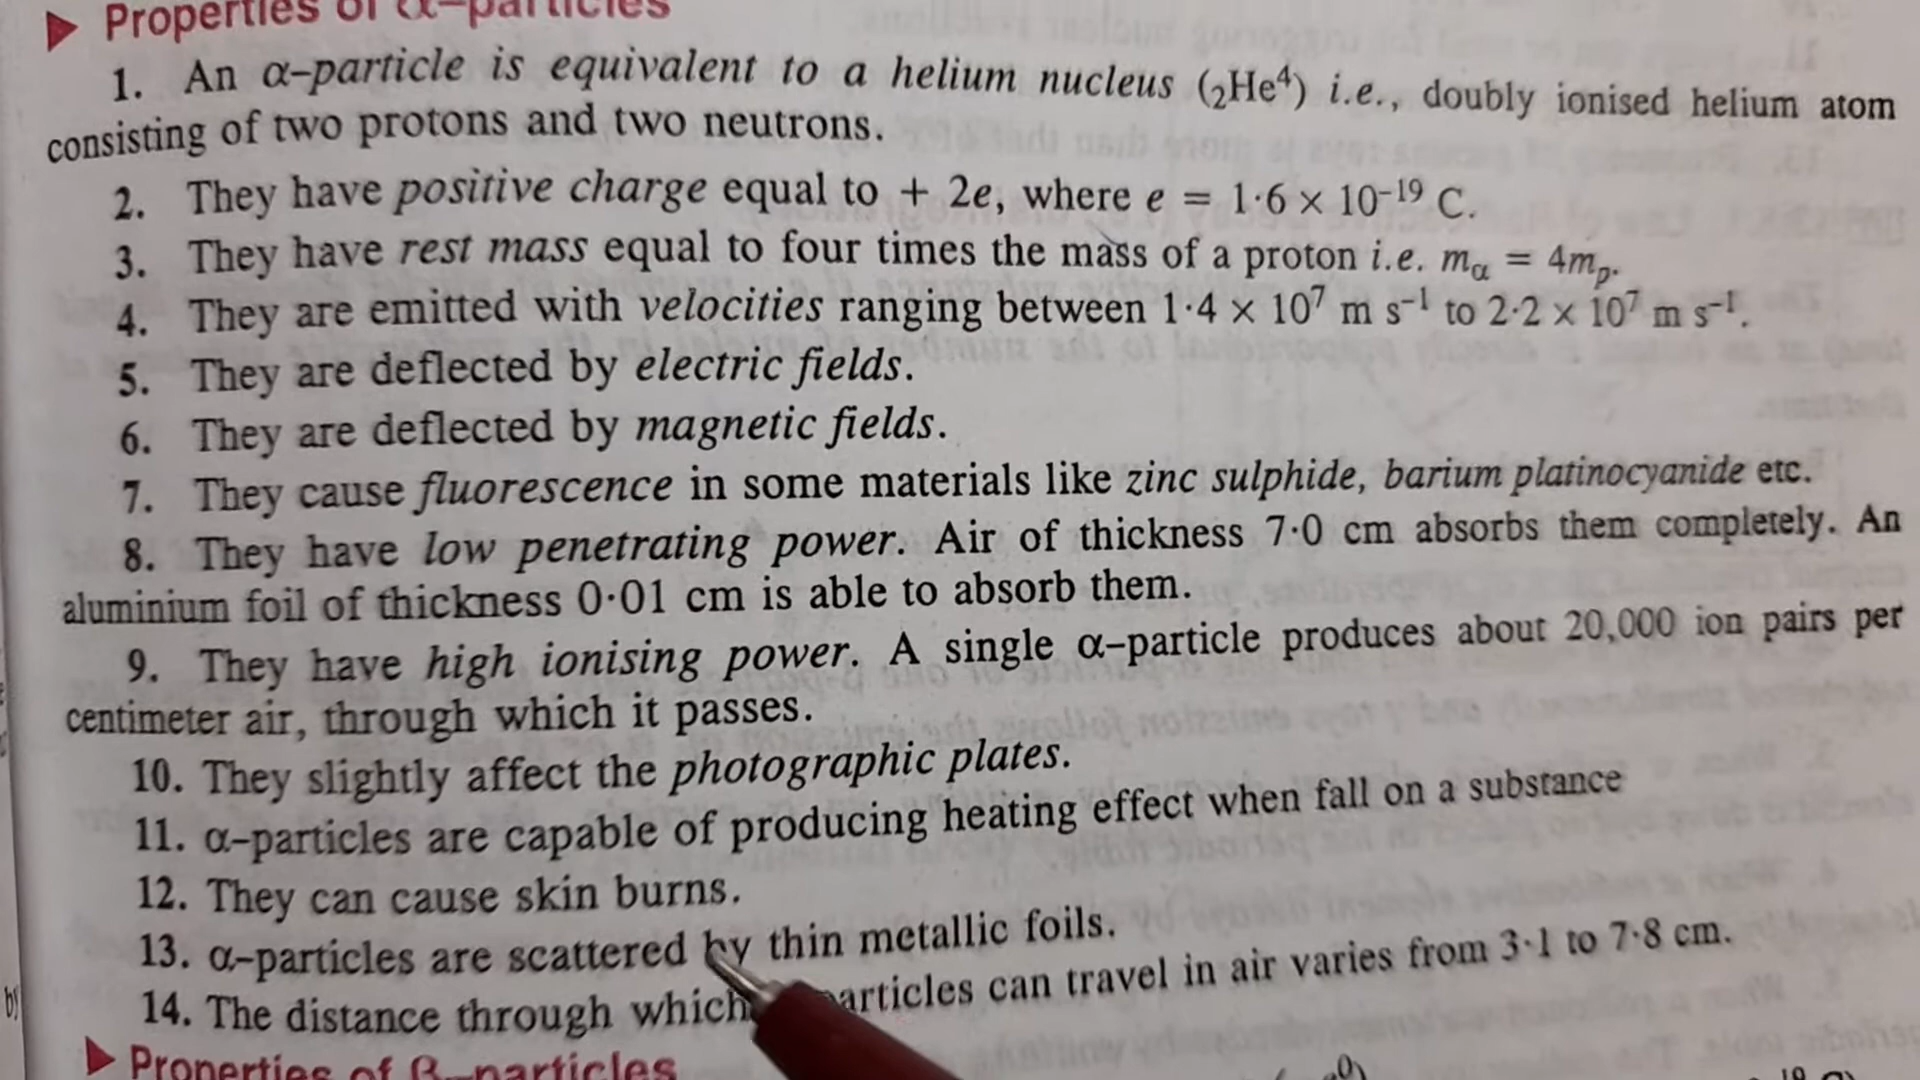 ▶ Properties of α-particles
1. An α-particle is equivalent to a helium nucleus (₂He⁴) i.e., doubly ionised helium atom
consisting of two protons and two neutrons.
2. They have positive charge equal to + 2e, where e = 1·6 × 10⁻¹⁹ C.
3. They have rest mass equal to four times the mass of a proton i.e. mα = 4mₚ.
4. They are emitted with velocities ranging between 1·4 × 10⁷ m s⁻¹ to 2·2 × 10⁷ m s⁻¹.
5. They are deflected by electric fields.
6. They are deflected by magnetic fields.
7. They cause fluorescence in some materials like zinc sulphide, barium platinocyanide etc.
8. They have low penetrating power. Air of thickness 7·0 cm absorbs them completely. An
aluminium foil of thickness 0·01 cm is able to absorb them.
9. They have high ionising power. A single α-particle produces about 20,000 ion pairs per
centimeter air, through which it passes.
10. They slightly affect the photographic plates.
11. α-particles are capable of producing heating effect when fall on a substance
12. They can cause skin burns.
13. α-particles are scattered by thin metallic foils.
14. The distance through which articles can travel in air varies from 3·1 to 7·8 cm.
▶ Properties of β-particles